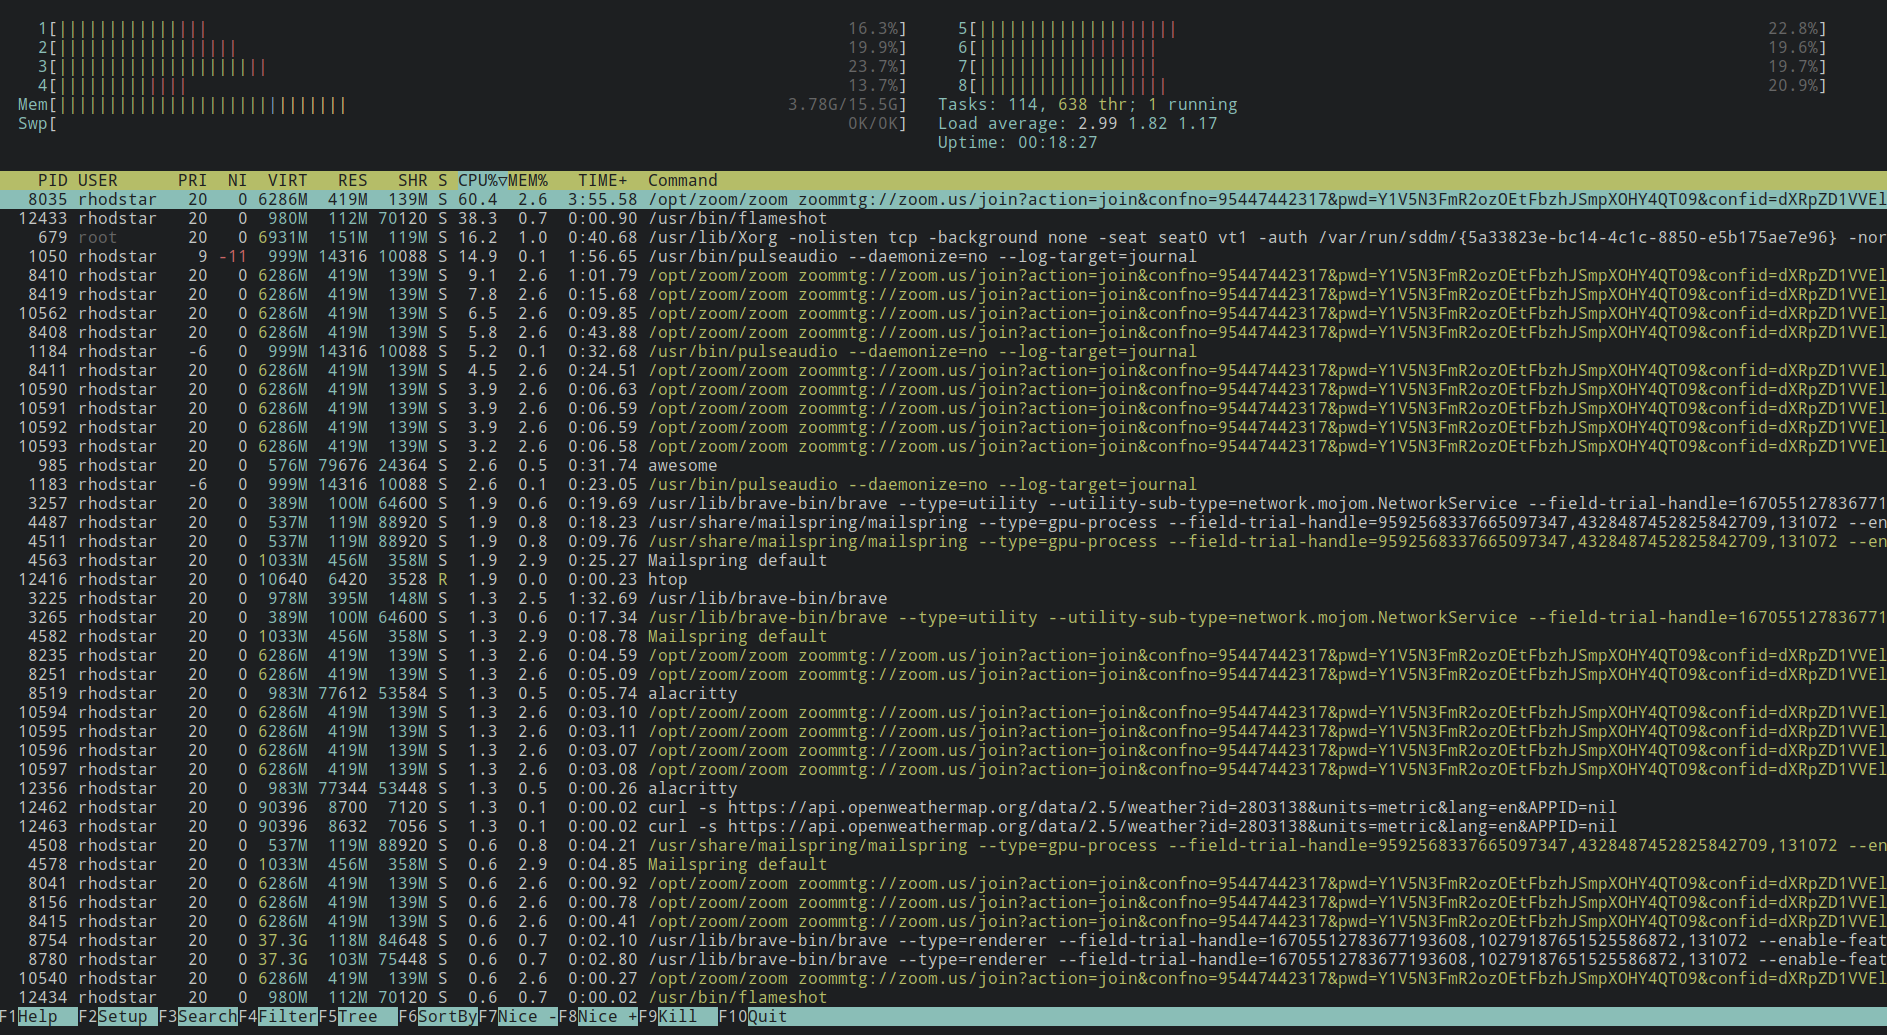 1[|||||||||||||||                                                                16.3%]
2[||||||||||||||||||                                                             19.9%]
3[|||||||||||||||||||||                                                          23.7%]
4[|||||||||||||                                                                  13.7%]
Mem[|||||||||||||||||||||||||||||                                          3.78G/15.5G]
Swp[                                                                             0K/0K]
5[||||||||||||||||||||                                                           22.8%]
6[||||||||||||||||||                                                             19.6%]
7[||||||||||||||||||                                                             19.7%]
8[|||||||||||||||||||                                                            20.9%]
Tasks: 114, 638 thr; 1 running
Load average: 2.99 1.82 1.17
Uptime: 00:18:27
PID USER PRI NI VIRT RES SHR S CPU%▽MEM% TIME+ Command
8035 rhodstar 20 0 6286M 419M 139M S 60.4 2.6 3:55.58 /opt/zoom/zoom zoommtg://zoom.us/join?action=join&confno=95447442317&pwd=Y1V5N3FmR2ozOEtFbzhJSmpXOHY4QT09&confid=dXRpZD1VVEl
12433 rhodstar 20 0 980M 112M 70120 S 38.3 0.7 0:00.90 /usr/bin/flameshot
679 root 20 0 6931M 151M 119M S 16.2 1.0 0:40.68 /usr/lib/Xorg -nolisten tcp -background none -seat seat0 vt1 -auth /var/run/sddm/{5a33823e-bc14-4c1c-8850-e5b175ae7e96} -nor
1050 rhodstar 9 -11 999M 14316 10088 S 14.9 0.1 1:56.65 /usr/bin/pulseaudio --daemonize=no --log-target=journal
8410 rhodstar 20 0 6286M 419M 139M S 9.1 2.6 1:01.79 /opt/zoom/zoom zoommtg://zoom.us/join?action=join&confno=95447442317&pwd=Y1V5N3FmR2ozOEtFbzhJSmpXOHY4QT09&confid=dXRpZD1VVEl
8419 rhodstar 20 0 6286M 419M 139M S 7.8 2.6 0:15.68 /opt/zoom/zoom zoommtg://zoom.us/join?action=join&confno=95447442317&pwd=Y1V5N3FmR2ozOEtFbzhJSmpXOHY4QT09&confid=dXRpZD1VVEl
10562 rhodstar 20 0 6286M 419M 139M S 6.5 2.6 0:09.85 /opt/zoom/zoom zoommtg://zoom.us/join?action=join&confno=95447442317&pwd=Y1V5N3FmR2ozOEtFbzhJSmpXOHY4QT09&confid=dXRpZD1VVEl
8408 rhodstar 20 0 6286M 419M 139M S 5.8 2.6 0:43.88 /opt/zoom/zoom zoommtg://zoom.us/join?action=join&confno=95447442317&pwd=Y1V5N3FmR2ozOEtFbzhJSmpXOHY4QT09&confid=dXRpZD1VVEl
1184 rhodstar -6 0 999M 14316 10088 S 5.2 0.1 0:32.68 /usr/bin/pulseaudio --daemonize=no --log-target=journal
8411 rhodstar 20 0 6286M 419M 139M S 4.5 2.6 0:24.51 /opt/zoom/zoom zoommtg://zoom.us/join?action=join&confno=95447442317&pwd=Y1V5N3FmR2ozOEtFbzhJSmpXOHY4QT09&confid=dXRpZD1VVEl
10590 rhodstar 20 0 6286M 419M 139M S 3.9 2.6 0:06.63 /opt/zoom/zoom zoommtg://zoom.us/join?action=join&confno=95447442317&pwd=Y1V5N3FmR2ozOEtFbzhJSmpXOHY4QT09&confid=dXRpZD1VVEl
10591 rhodstar 20 0 6286M 419M 139M S 3.9 2.6 0:06.59 /opt/zoom/zoom zoommtg://zoom.us/join?action=join&confno=95447442317&pwd=Y1V5N3FmR2ozOEtFbzhJSmpXOHY4QT09&confid=dXRpZD1VVEl
10592 rhodstar 20 0 6286M 419M 139M S 3.9 2.6 0:06.59 /opt/zoom/zoom zoommtg://zoom.us/join?action=join&confno=95447442317&pwd=Y1V5N3FmR2ozOEtFbzhJSmpXOHY4QT09&confid=dXRpZD1VVEl
10593 rhodstar 20 0 6286M 419M 139M S 3.2 2.6 0:06.58 /opt/zoom/zoom zoommtg://zoom.us/join?action=join&confno=95447442317&pwd=Y1V5N3FmR2ozOEtFbzhJSmpXOHY4QT09&confid=dXRpZD1VVEl
985 rhodstar 20 0 576M 79676 24364 S 2.6 0.5 0:31.74 awesome
1183 rhodstar -6 0 999M 14316 10088 S 2.6 0.1 0:23.05 /usr/bin/pulseaudio --daemonize=no --log-target=journal
3257 rhodstar 20 0 389M 100M 64600 S 1.9 0.6 0:19.69 /usr/lib/brave-bin/brave --type=utility --utility-sub-type=network.mojom.NetworkService --field-trial-handle=167055127836771
4487 rhodstar 20 0 537M 119M 88920 S 1.9 0.8 0:18.23 /usr/share/mailspring/mailspring --type=gpu-process --field-trial-handle=9592568337665097347,4328487452825842709,131072 --en
4511 rhodstar 20 0 537M 119M 88920 S 1.9 0.8 0:09.76 /usr/share/mailspring/mailspring --type=gpu-process --field-trial-handle=9592568337665097347,4328487452825842709,131072 --en
4563 rhodstar 20 0 1033M 456M 358M S 1.9 2.9 0:25.27 Mailspring default
12416 rhodstar 20 0 10640 6420 3528 R 1.9 0.0 0:00.23 htop
3225 rhodstar 20 0 978M 395M 148M S 1.3 2.5 1:32.69 /usr/lib/brave-bin/brave
3265 rhodstar 20 0 389M 100M 64600 S 1.3 0.6 0:17.34 /usr/lib/brave-bin/brave --type=utility --utility-sub-type=network.mojom.NetworkService --field-trial-handle=167055127836771
4582 rhodstar 20 0 1033M 456M 358M S 1.3 2.9 0:08.78 Mailspring default
8235 rhodstar 20 0 6286M 419M 139M S 1.3 2.6 0:04.59 /opt/zoom/zoom zoommtg://zoom.us/join?action=join&confno=95447442317&pwd=Y1V5N3FmR2ozOEtFbzhJSmpXOHY4QT09&confid=dXRpZD1VVEl
8251 rhodstar 20 0 6286M 419M 139M S 1.3 2.6 0:05.09 /opt/zoom/zoom zoommtg://zoom.us/join?action=join&confno=95447442317&pwd=Y1V5N3FmR2ozOEtFbzhJSmpXOHY4QT09&confid=dXRpZD1VVEl
8519 rhodstar 20 0 983M 77612 53584 S 1.3 0.5 0:05.74 alacritty
10594 rhodstar 20 0 6286M 419M 139M S 1.3 2.6 0:03.10 /opt/zoom/zoom zoommtg://zoom.us/join?action=join&confno=95447442317&pwd=Y1V5N3FmR2ozOEtFbzhJSmpXOHY4QT09&confid=dXRpZD1VVEl
10595 rhodstar 20 0 6286M 419M 139M S 1.3 2.6 0:03.11 /opt/zoom/zoom zoommtg://zoom.us/join?action=join&confno=95447442317&pwd=Y1V5N3FmR2ozOEtFbzhJSmpXOHY4QT09&confid=dXRpZD1VVEl
10596 rhodstar 20 0 6286M 419M 139M S 1.3 2.6 0:03.07 /opt/zoom/zoom zoommtg://zoom.us/join?action=join&confno=95447442317&pwd=Y1V5N3FmR2ozOEtFbzhJSmpXOHY4QT09&confid=dXRpZD1VVEl
10597 rhodstar 20 0 6286M 419M 139M S 1.3 2.6 0:03.08 /opt/zoom/zoom zoommtg://zoom.us/join?action=join&confno=95447442317&pwd=Y1V5N3FmR2ozOEtFbzhJSmpXOHY4QT09&confid=dXRpZD1VVEl
12356 rhodstar 20 0 983M 77344 53448 S 1.3 0.5 0:00.26 alacritty
12462 rhodstar 20 0 90396 8700 7120 S 1.3 0.1 0:00.02 curl -s https://api.openweathermap.org/data/2.5/weather?id=2803138&units=metric&lang=en&APPID=nil
12463 rhodstar 20 0 90396 8632 7056 S 1.3 0.1 0:00.02 curl -s https://api.openweathermap.org/data/2.5/weather?id=2803138&units=metric&lang=en&APPID=nil
4508 rhodstar 20 0 537M 119M 88920 S 0.6 0.8 0:04.21 /usr/share/mailspring/mailspring --type=gpu-process --field-trial-handle=9592568337665097347,4328487452825842709,131072 --en
4578 rhodstar 20 0 1033M 456M 358M S 0.6 2.9 0:04.85 Mailspring default
8041 rhodstar 20 0 6286M 419M 139M S 0.6 2.6 0:00.92 /opt/zoom/zoom zoommtg://zoom.us/join?action=join&confno=95447442317&pwd=Y1V5N3FmR2ozOEtFbzhJSmpXOHY4QT09&confid=dXRpZD1VVEl
8156 rhodstar 20 0 6286M 419M 139M S 0.6 2.6 0:00.78 /opt/zoom/zoom zoommtg://zoom.us/join?action=join&confno=95447442317&pwd=Y1V5N3FmR2ozOEtFbzhJSmpXOHY4QT09&confid=dXRpZD1VVEl
8415 rhodstar 20 0 6286M 419M 139M S 0.6 2.6 0:00.41 /opt/zoom/zoom zoommtg://zoom.us/join?action=join&confno=95447442317&pwd=Y1V5N3FmR2ozOEtFbzhJSmpXOHY4QT09&confid=dXRpZD1VVEl
8754 rhodstar 20 0 37.3G 118M 84648 S 0.6 0.7 0:02.10 /usr/lib/brave-bin/brave --type=renderer --field-trial-handle=16705512783677193608,10279187651525586872,131072 --enable-feat
8780 rhodstar 20 0 37.3G 103M 75448 S 0.6 0.7 0:02.80 /usr/lib/brave-bin/brave --type=renderer --field-trial-handle=16705512783677193608,10279187651525586872,131072 --enable-feat
10540 rhodstar 20 0 6286M 419M 139M S 0.6 2.6 0:00.27 /opt/zoom/zoom zoommtg://zoom.us/join?action=join&confno=95447442317&pwd=Y1V5N3FmR2ozOEtFbzhJSmpXOHY4QT09&confid=dXRpZD1VVEl
12434 rhodstar 20 0 980M 112M 70120 S 0.6 0.7 0:00.02 /usr/bin/flameshot
F1Help F2Setup F3SearchF4FilterF5Tree F6SortByF7Nice -F8Nice +F9Kill F10Quit